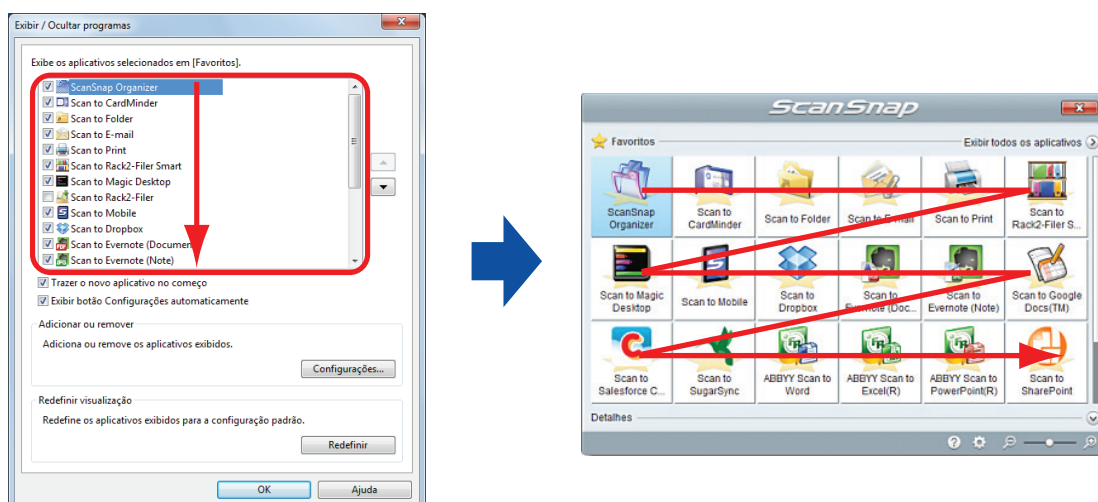 Exibir / Ocultar programas
Exibe os aplicativos selecionados em [Favoritos].
ScanSnap Organizer
Scan to CardMinder
Scan to Folder
Scan to E-mail
Scan to Print
Scan to Rack2-Filer Smart
Scan to Magic Desktop
Scan to Rack2-Filer
Scan to Mobile
Scan to Dropbox
Scan to Evernote (Documen
Scan to Evernote (Note)
Trazer o novo aplicativo no começo
Exibir botão Configurações automaticamente
Adicionar ou remover
Adiciona ou remove os aplicativos exibidos.
Configurações...
Redefinir visualização
Redefine os aplicativos exibidos para a configuração padrão.
Redefinir
OK Ajuda
ScanSnap
Favoritos Exibir todos os aplicativos
ScanSnap Organizer
Scan to CardMinder
Scan to Folder
Scan to E-mail
Scan to Print
Scan to Rack2-Filer S...
Scan to Magic Desktop
Scan to Mobile
Scan to Dropbox
Scan to Evernote (Doc...
Scan to Evernote (Note)
Scan to Google Docs(TM)
Scan to Salesforce C...
Scan to SugarSync
ABBYY Scan to Word
ABBYY Scan to Excel(R)
ABBYY Scan to PowerPoint(R)
Scan to SharePoint
Detalhes